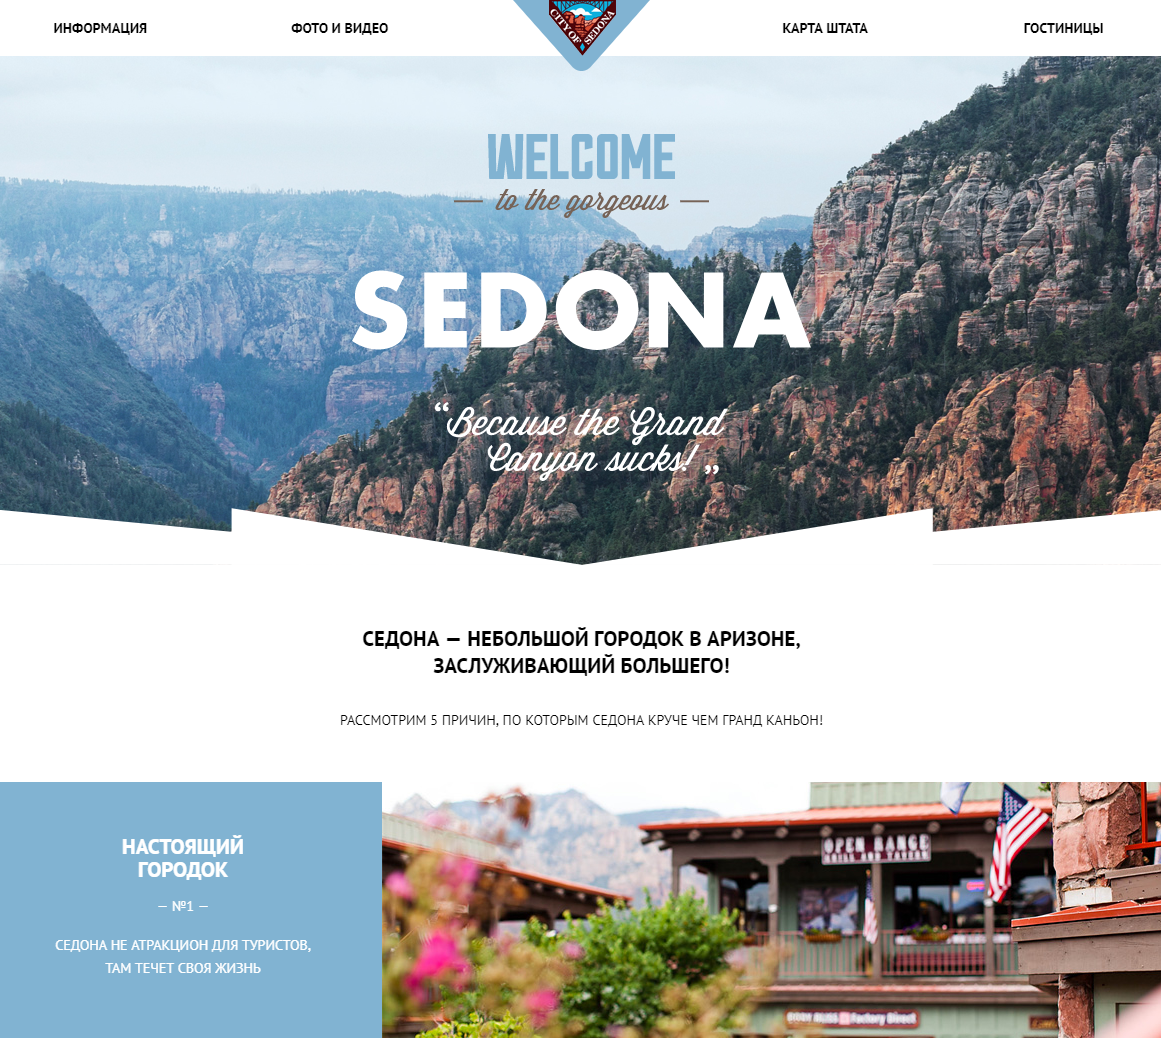 ИНФОРМАЦИЯ
ФОТО И ВИДЕО
CITY OF SEDONA
КАРТА ШТАТА
ГОСТИНИЦЫ
WELCOME
— to the gorgeous —
SEDONA
“Because the Grand
Canyon sucks! „
СЕДОНА — НЕБОЛЬШОЙ ГОРОДОК В АРИЗОНЕ,
ЗАСЛУЖИВАЮЩИЙ БОЛЬШЕГО!
РАССМОТРИМ 5 ПРИЧИН, ПО КОТОРЫМ СЕДОНА КРУЧЕ ЧЕМ ГРАНД КАНЬОН!
НАСТОЯЩИЙ
ГОРОДОК
— №1 —
СЕДОНА НЕ АТРАКЦИОН ДЛЯ ТУРИСТОВ,
ТАМ ТЕЧЕТ СВОЯ ЖИЗНЬ
OPEN RANGE
GRILL AND TAVERN
BODY BLISS Factory Direct